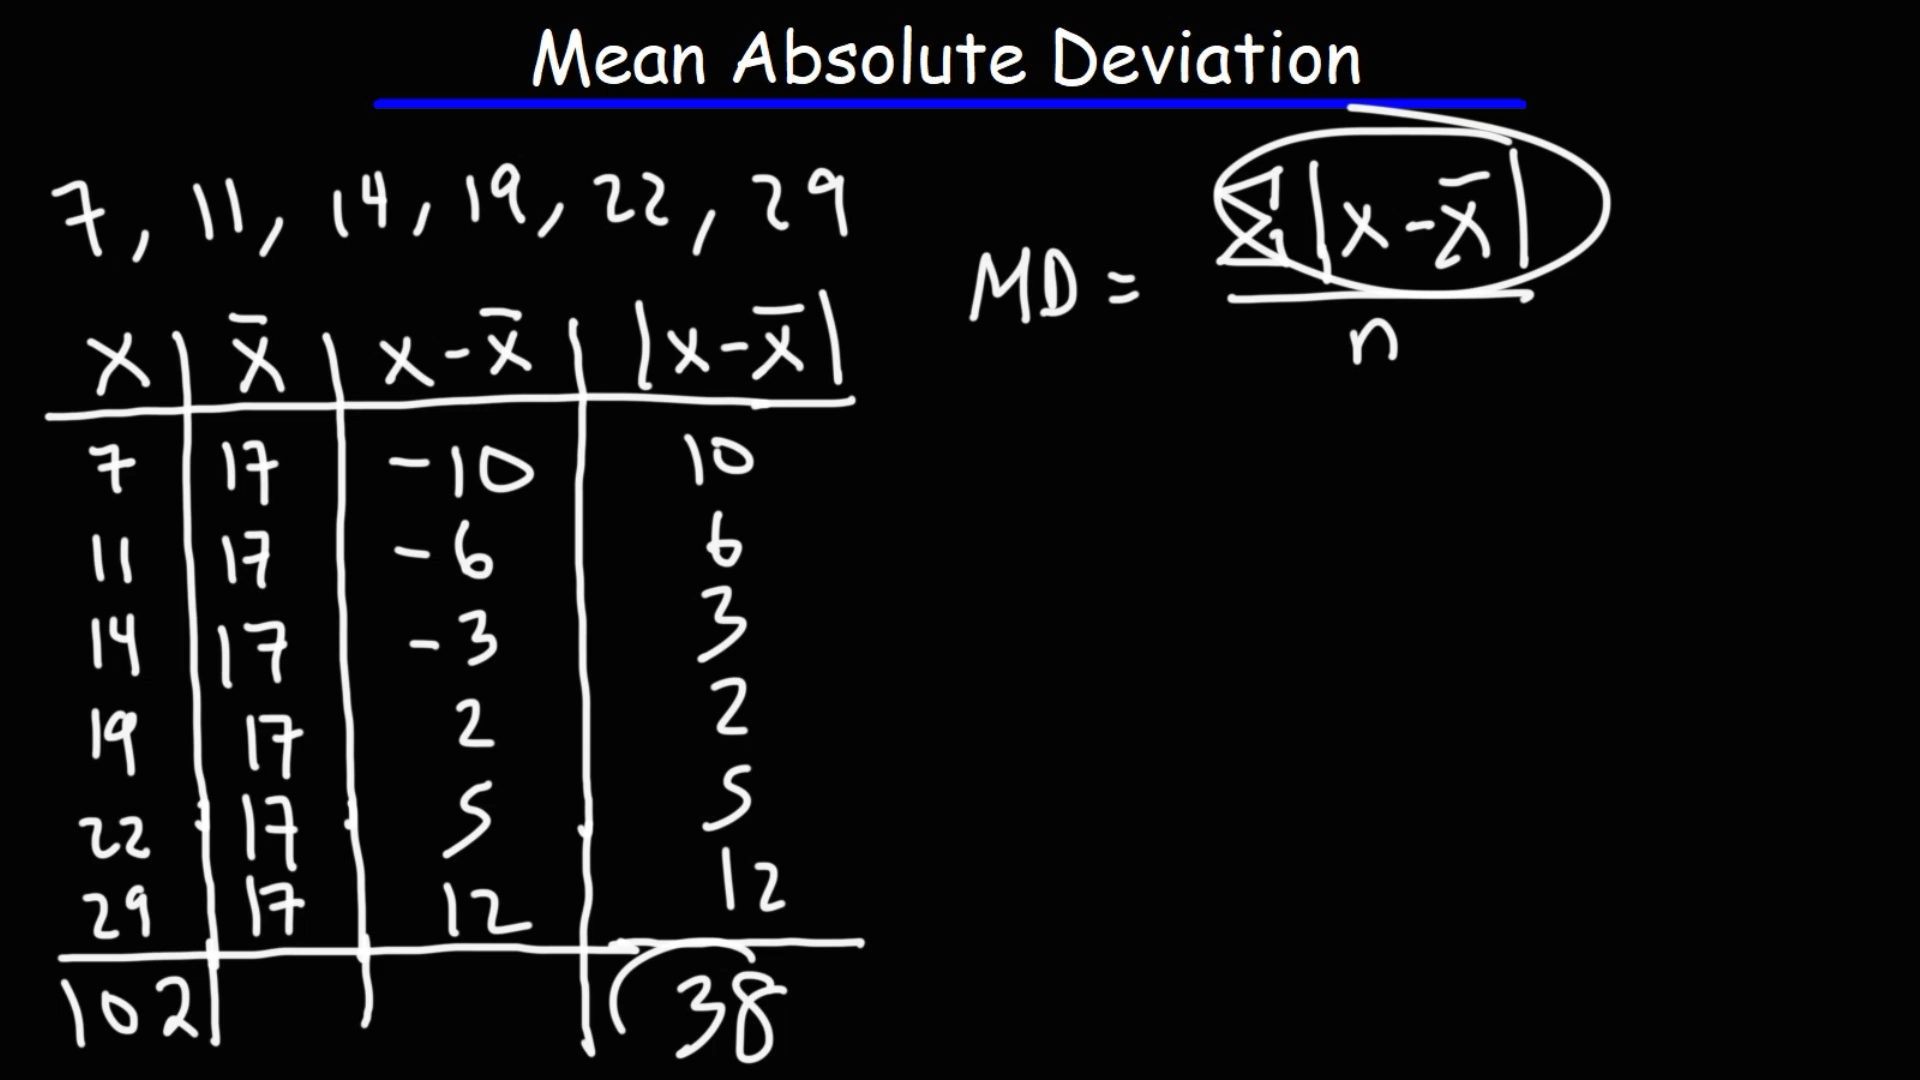 Mean Absolute Deviation
7, 11, 14, 19, 22, 29
MD = Σ|x-x̄|
n
x x̄ x-x̄ |x-x̄|
7 17 -10 10
11 17 -6 6
14 17 -3 3
19 17 2 2
22 17 5 5
29 17 12 12
102 38